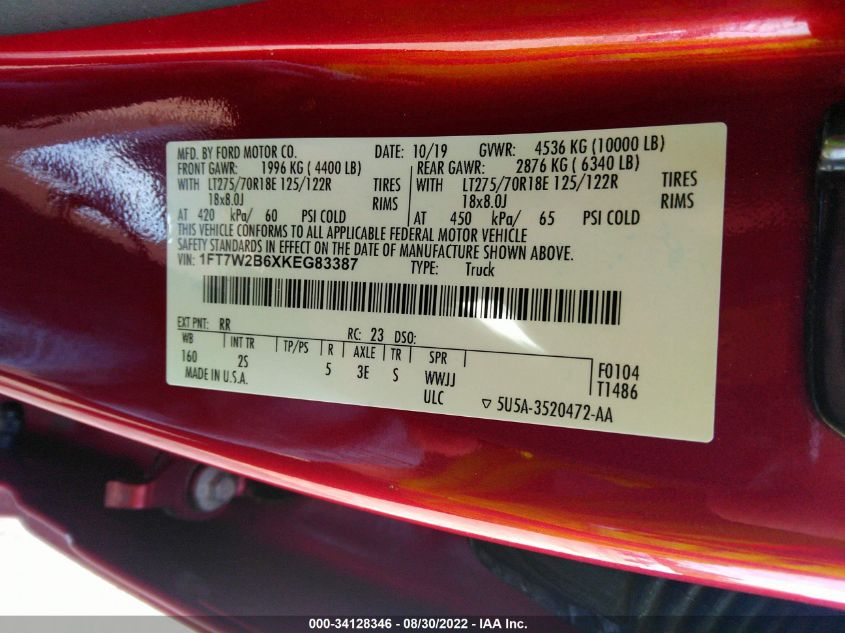 MFD. BY FORD MOTOR CO. DATE: 10/19 GVWR: 4536 KG (10000 LB)
FRONT GAWR: 1996 KG ( 4400 LB) REAR GAWR: 2876 KG ( 6340 LB)
WITH LT275/70R18E 125/122R TIRES WITH LT275/70R18E 125/122R TIRES
18x8.0J RIMS 18x8.0J RIMS
AT 420 kPa/ 60 PSI COLD AT 450 kPa/ 65 PSI COLD
THIS VEHICLE CONFORMS TO ALL APPLICABLE FEDERAL MOTOR VEHICLE
SAFETY STANDARDS IN EFFECT ON THE DATE OF MANUFACTURE SHOWN ABOVE.
VIN: 1FT7W2B6XKEG83387 TYPE: Truck
EXT PNT: RR RC: 23 DSO:
WB INT TR TP/PS R AXLE TR SPR
160 2S 5 3E S WWJJ F0104
MADE IN U.S.A. ULC T1486
▽ 5U5A-3520472-AA
000-34128346 - 08/30/2022 - IAA Inc.